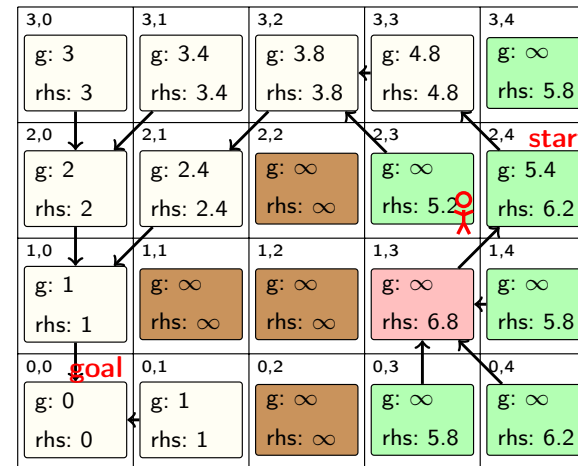 3,0 3,1 3,2 3,3 3,4
g: 3 g: 3.4 g: 3.8 g: 4.8 g: ∞
rhs: 3 rhs: 3.4 rhs: 3.8 rhs: 4.8 rhs: 5.8
2,0 2,1 2,2 2,3 2,4 star
g: 2 g: 2.4 g: ∞ g: ∞ g: 5.4
rhs: 2 rhs: 2.4 rhs: ∞ rhs: 5.2 rhs: 6.2
1,0 1,1 1,2 1,3 1,4
g: 1 g: ∞ g: ∞ g: ∞ g: ∞
rhs: 1 rhs: ∞ rhs: ∞ rhs: 6.8 rhs: 5.8
0,0 goal 0,1 0,2 0,3 0,4
g: 0 g: 1 g: ∞ g: ∞ g: ∞
rhs: 0 rhs: 1 rhs: ∞ rhs: 5.8 rhs: 6.2